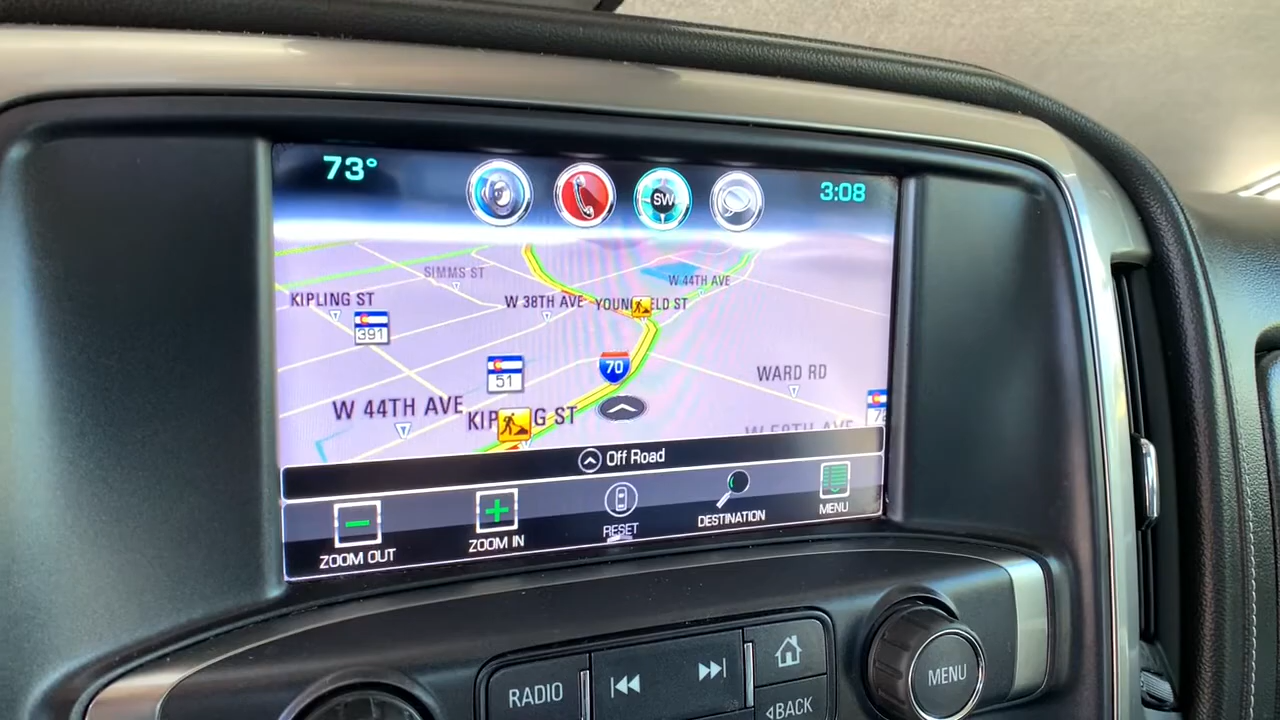 73°
SW
3:08
SIMMS ST
W 44TH AVE
KIPLING ST
W 38TH AVE
391
51
70
WARD RD
W 44TH AVE
Off Road
ZOOM OUT
ZOOM IN
RESET
DESTINATION
MENU
RADIO
BACK
MENU